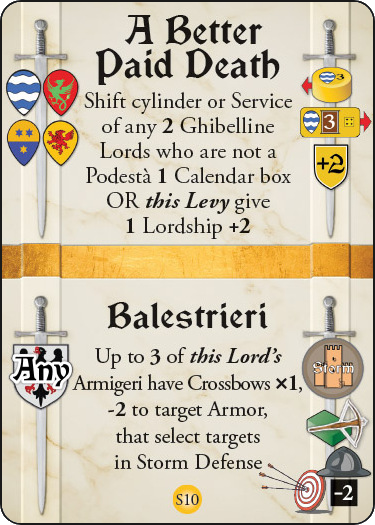 A Better
Paid Death
Shift cylinder or Service
of any 2 Ghibelline
Lords who are not a
Podestà 1 Calendar box
OR this Levy give
1 Lordship +2
3
3
+2
Balestrieri
Any
Up to 3 of this Lord's
Armigeri have Crossbows ×1,
-2 to target Armor,
that select targets
in Storm Defense
Storm
-2
S10